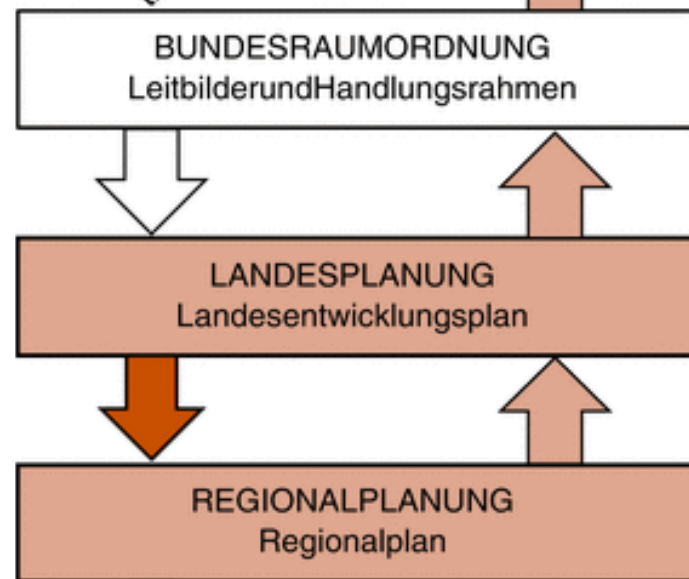 BUNDESRAUMORDNUNG
LeitbilderundHandlungsrahmen
LANDESPLANUNG
Landesentwicklungsplan
REGIONALPLANUNG
Regionalplan